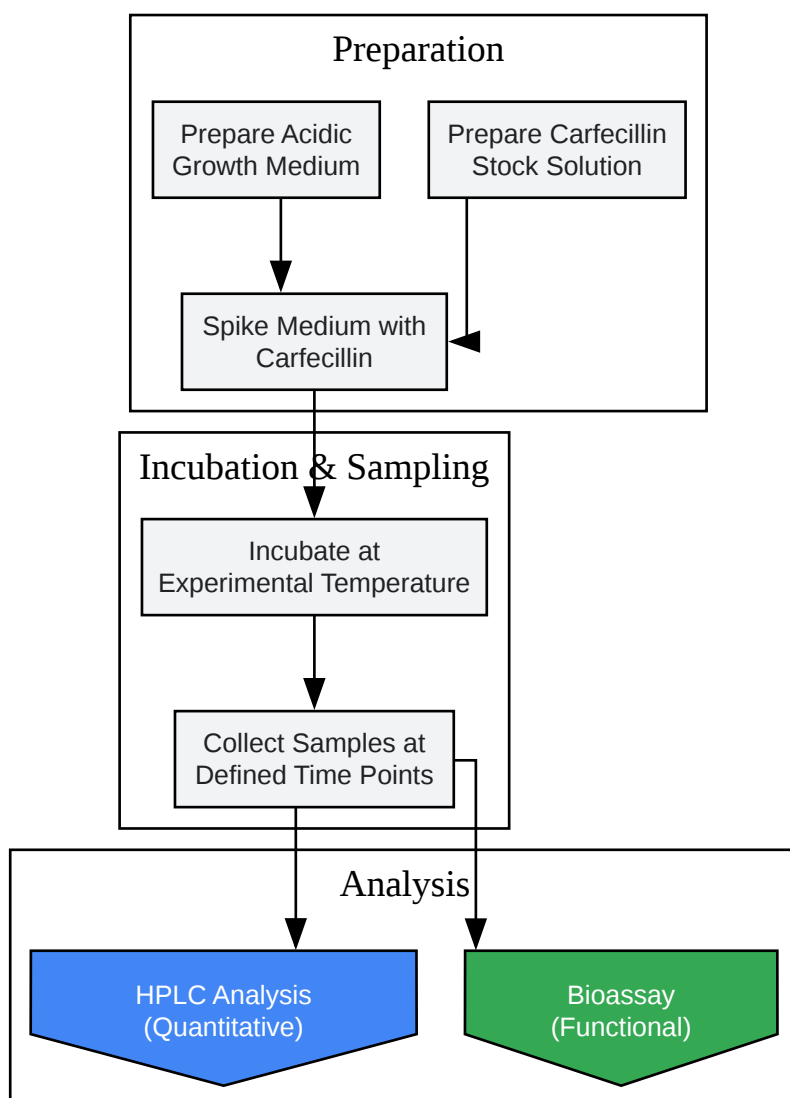 Preparation
Prepare Acidic
Growth Medium
Prepare Carfecillin
Stock Solution
Spike Medium with
Carfecillin
Incubation & Sampling
Incubate at
Experimental Temperature
Collect Samples at
Defined Time Points
Analysis
HPLC Analysis
(Quantitative)
Bioassay
(Functional)